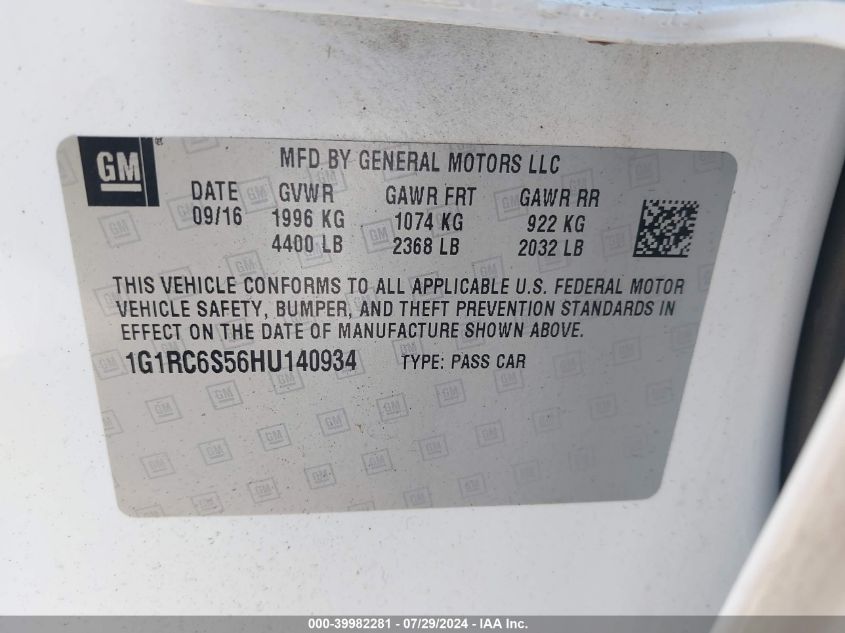 GM
MFD BY GENERAL MOTORS LLC
DATE GVWR GAWR FRT GAWR RR
09/16 1996 KG 1074 KG 922 KG
4400 LB 2368 LB 2032 LB
THIS VEHICLE CONFORMS TO ALL APPLICABLE U.S. FEDERAL MOTOR
VEHICLE SAFETY, BUMPER, AND THEFT PREVENTION STANDARDS IN
EFFECT ON THE DATE OF MANUFACTURE SHOWN ABOVE.
1G1RC6S56HU140934 TYPE: PASS CAR
000-39982281 - 07/29/2024 - IAA Inc.